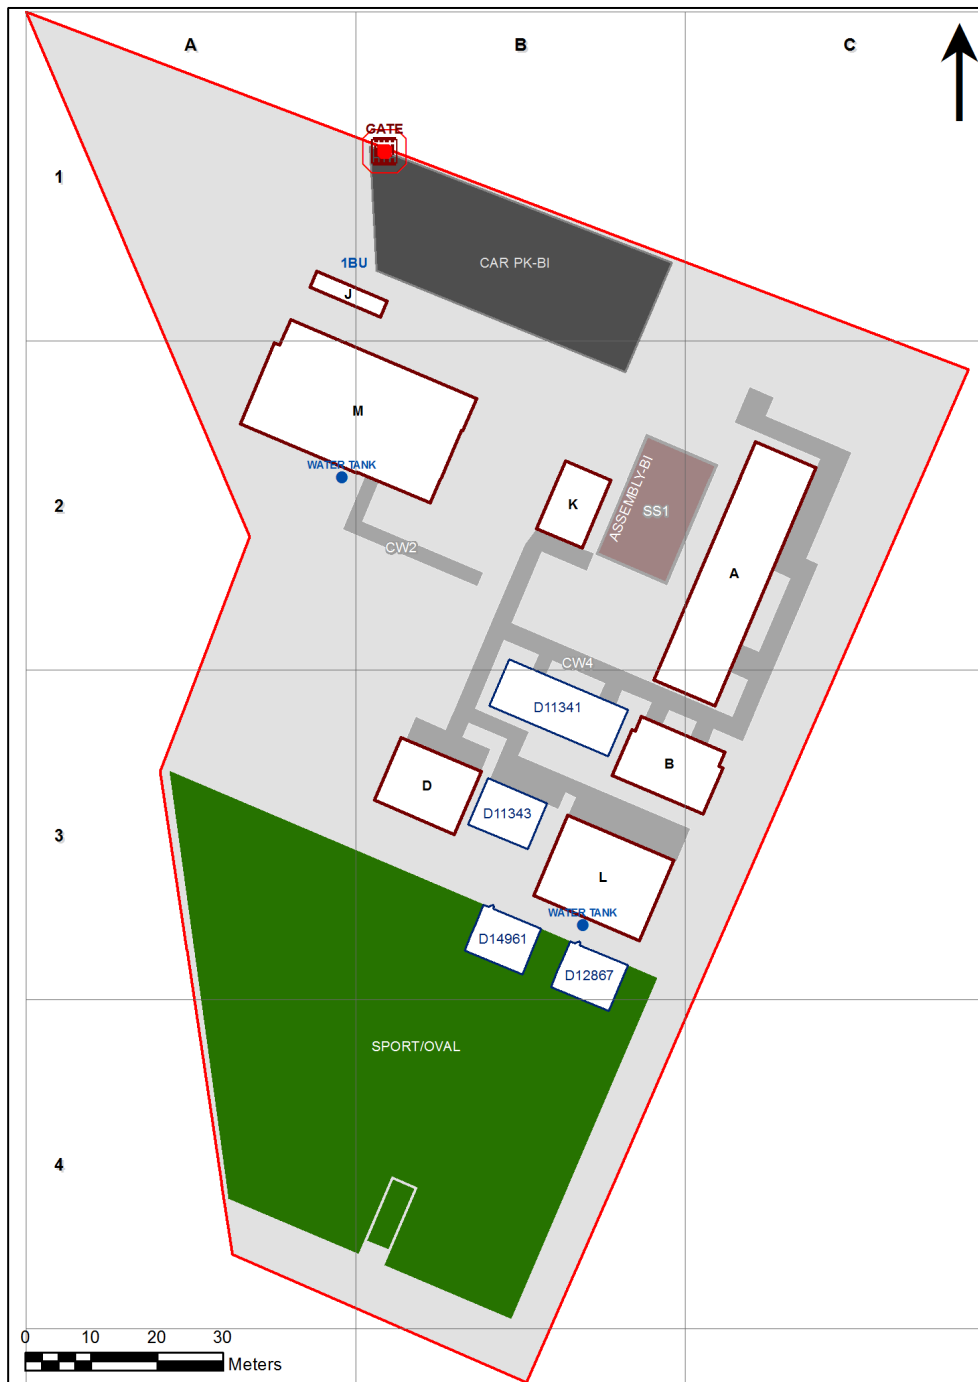 A
B
C
GATE
1
CAR PK-BI
1BU
J
M
WATER TANK
K
ASSEMBLY-BI
SS1
2
CW2
A
CW4
D11341
B
D
D11343
3
L
WATER TANK
D14961
D12867
SPORT/OVAL
4
0 10 20 30
Meters